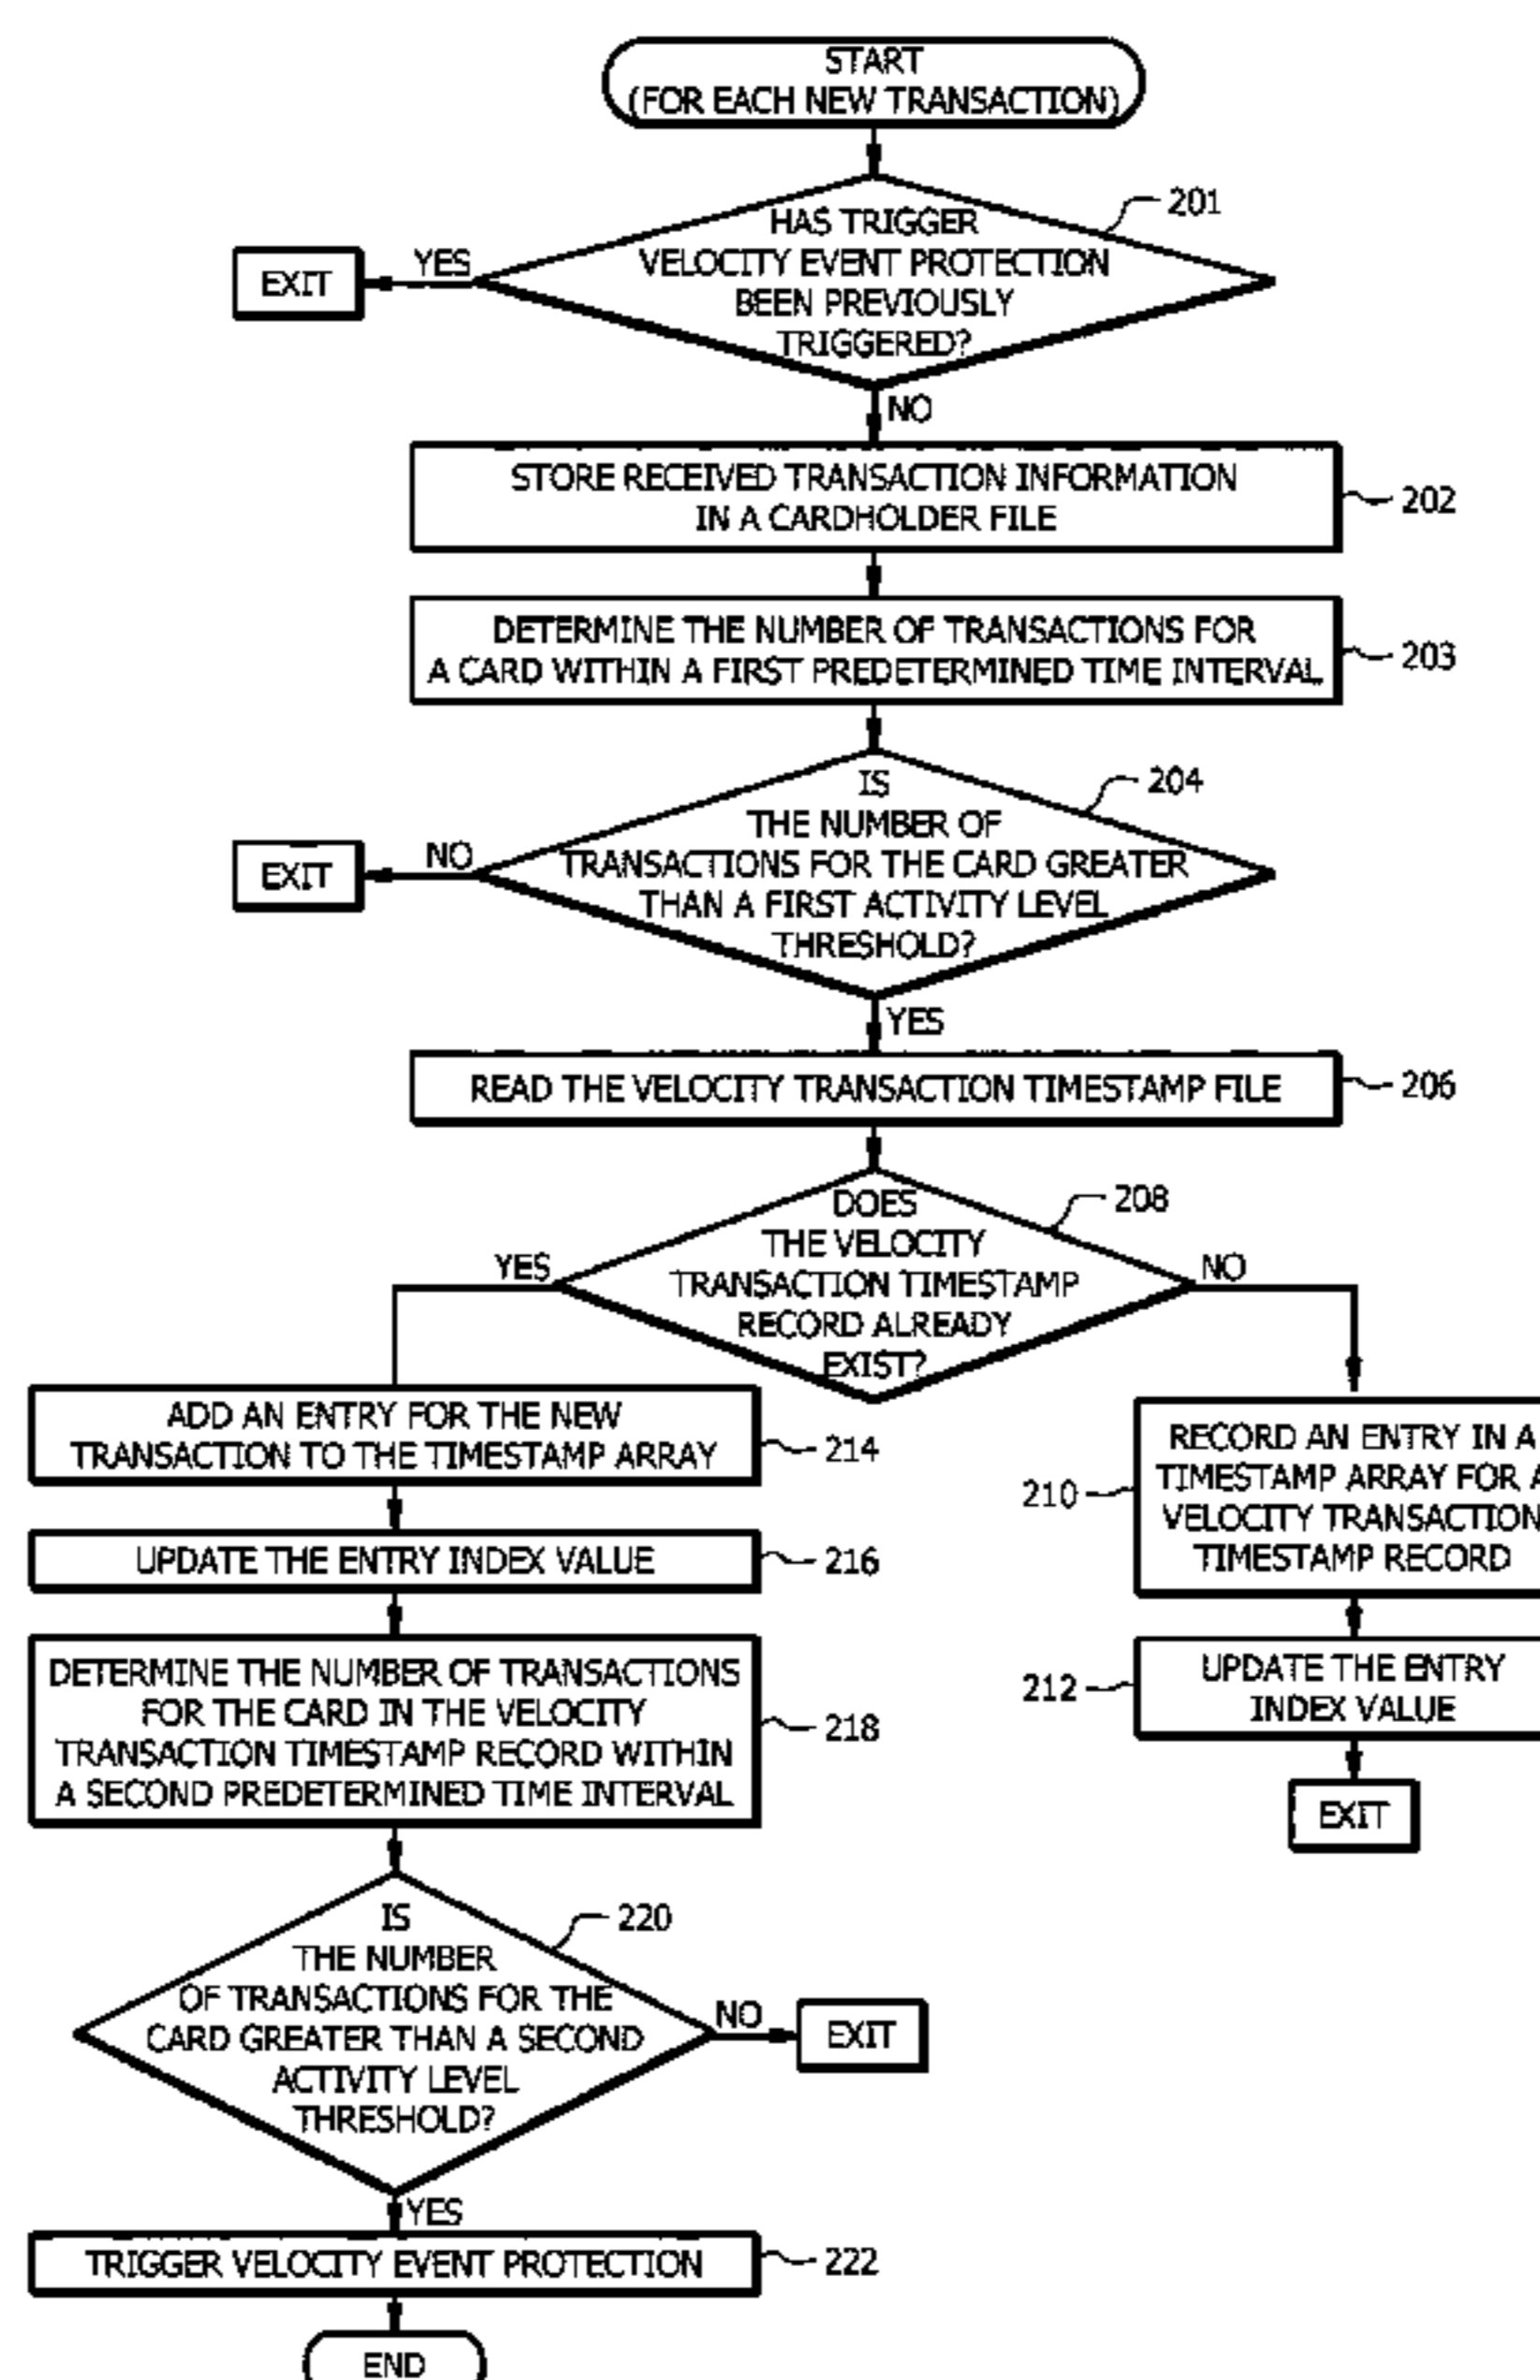 START
(FOR EACH NEW TRANSACTION)
201
HAS TRIGGER
VELOCITY EVENT PROTECTION
BEEN PREVIOUSLY
TRIGGERED?
YES
EXIT
NO
STORE RECEIVED TRANSACTION INFORMATION
IN A CARDHOLDER FILE
202
DETERMINE THE NUMBER OF TRANSACTIONS FOR
A CARD WITHIN A FIRST PREDETERMINED TIME INTERVAL
203
204
IS
THE NUMBER OF
TRANSACTIONS FOR THE CARD GREATER
THAN A FIRST ACTIVITY LEVEL
THRESHOLD?
NO
EXIT
YES
READ THE VELOCITY TRANSACTION TIMESTAMP FILE
206
208
DOES
THE VELOCITY
TRANSACTION TIMESTAMP
RECORD ALREADY
EXIST?
YES
NO
ADD AN ENTRY FOR THE NEW
TRANSACTION TO THE TIMESTAMP ARRAY
214
UPDATE THE ENTRY INDEX VALUE
216
DETERMINE THE NUMBER OF TRANSACTIONS
FOR THE CARD IN THE VELOCITY
TRANSACTION TIMESTAMP RECORD WITHIN
A SECOND PREDETERMINED TIME INTERVAL
218
210
RECORD AN ENTRY IN A
TIMESTAMP ARRAY FOR A
VELOCITY TRANSACTION
TIMESTAMP RECORD
212
UPDATE THE ENTRY
INDEX VALUE
EXIT
220
IS
THE NUMBER
OF TRANSACTIONS FOR THE
CARD GREATER THAN A SECOND
ACTIVITY LEVEL
THRESHOLD?
NO
EXIT
YES
TRIGGER VELOCITY EVENT PROTECTION
222
END